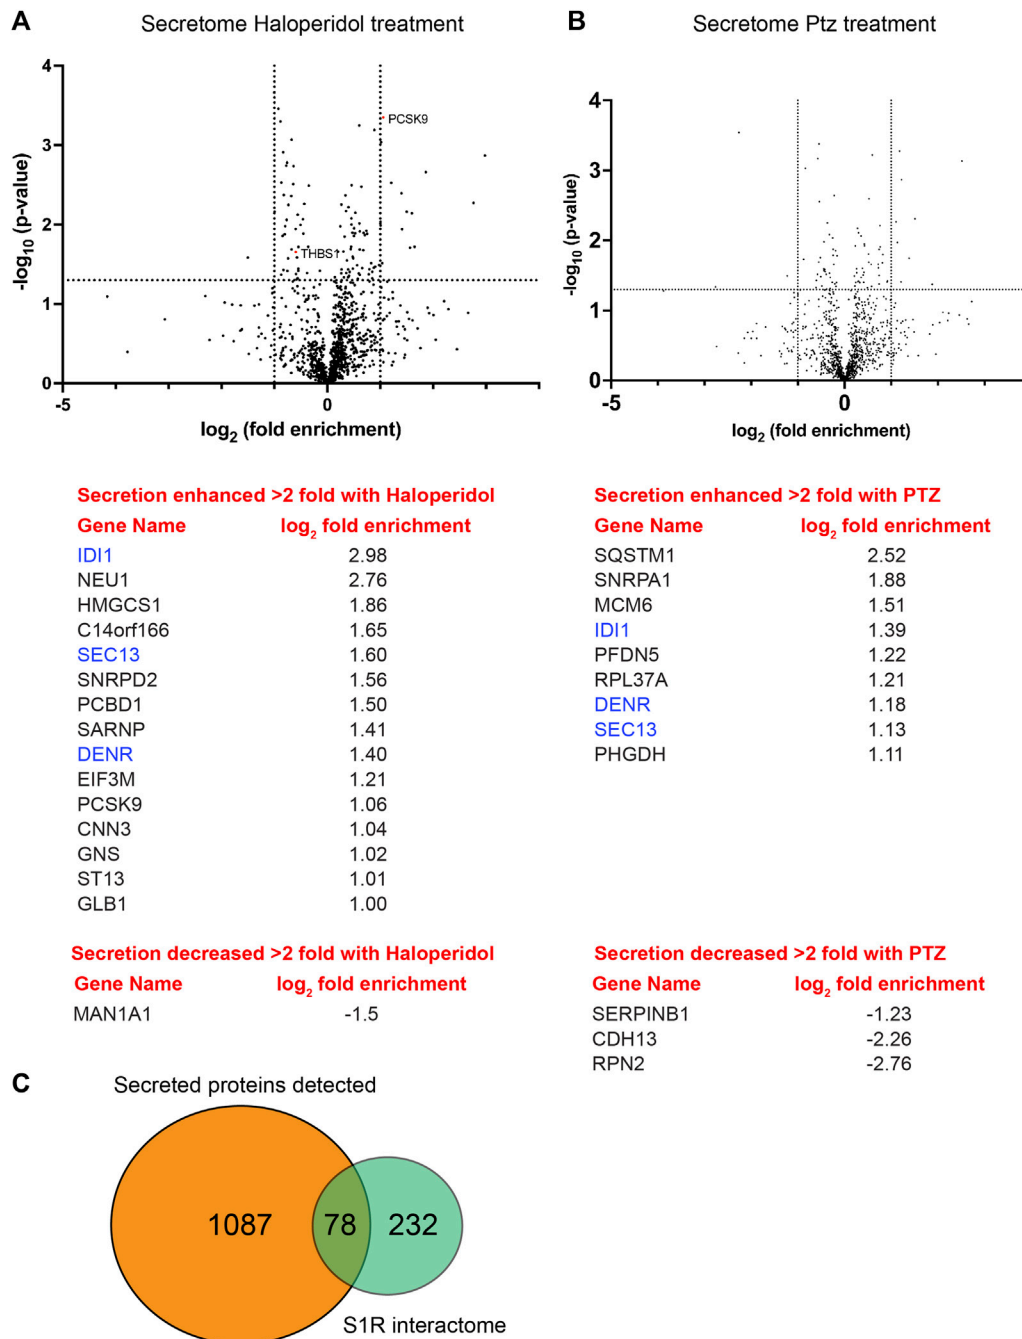 A
Secretome Haloperidol treatment
4
3
2
1
0
-5
0
-log10 (p-value)
log2 (fold enrichment)
PCSK9
THBS1
B
Secretome Ptz treatment
4
3
2
1
0
-5
0
-log10 (p-value)
log2 (fold enrichment)
Secretion enhanced >2 fold with Haloperidol
Gene Name log2 fold enrichment
IDI1 2.98
NEU1 2.76
HMGCS1 1.86
C14orf166 1.65
SEC13 1.60
SNRPD2 1.56
PCBD1 1.50
SARNP 1.41
DENR 1.40
EIF3M 1.21
PCSK9 1.06
CNN3 1.04
GNS 1.02
ST13 1.01
GLB1 1.00
Secretion enhanced >2 fold with PTZ
Gene Name log2 fold enrichment
SQSTM1 2.52
SNRPA1 1.88
MCM6 1.51
IDI1 1.39
PFDN5 1.22
RPL37A 1.21
DENR 1.18
SEC13 1.13
PHGDH 1.11
Secretion decreased >2 fold with Haloperidol
Gene Name log2 fold enrichment
MAN1A1 -1.5
Secretion decreased >2 fold with PTZ
Gene Name log2 fold enrichment
SERPINB1 -1.23
CDH13 -2.26
RPN2 -2.76
C
Secreted proteins detected
1087 78 232
S1R interactome